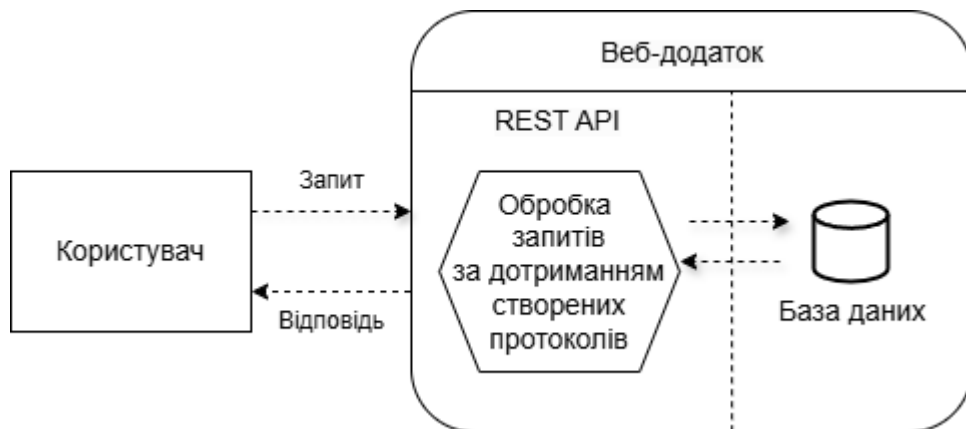 Веб-додаток
REST API
Запит
Користувач
Відповідь
Обробка
запитів
за дотриманням
створених
протоколів
База даних